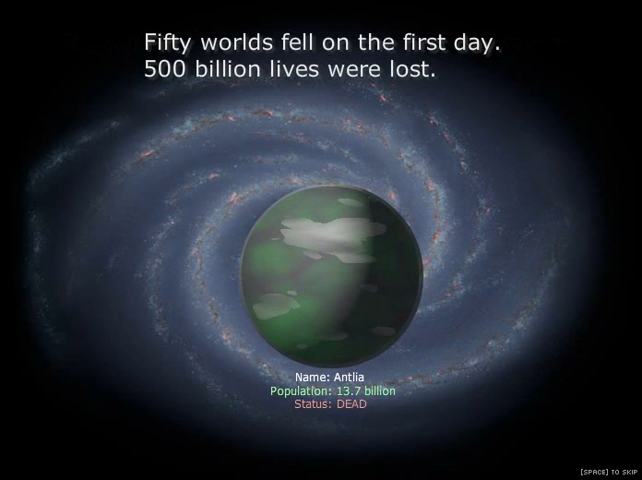 Fifty worlds fell on the first day.
500 billion lives were lost.
Name: Antlia
Population: 13.7 billion
Status: DEAD
[SPACE] TO SKIP